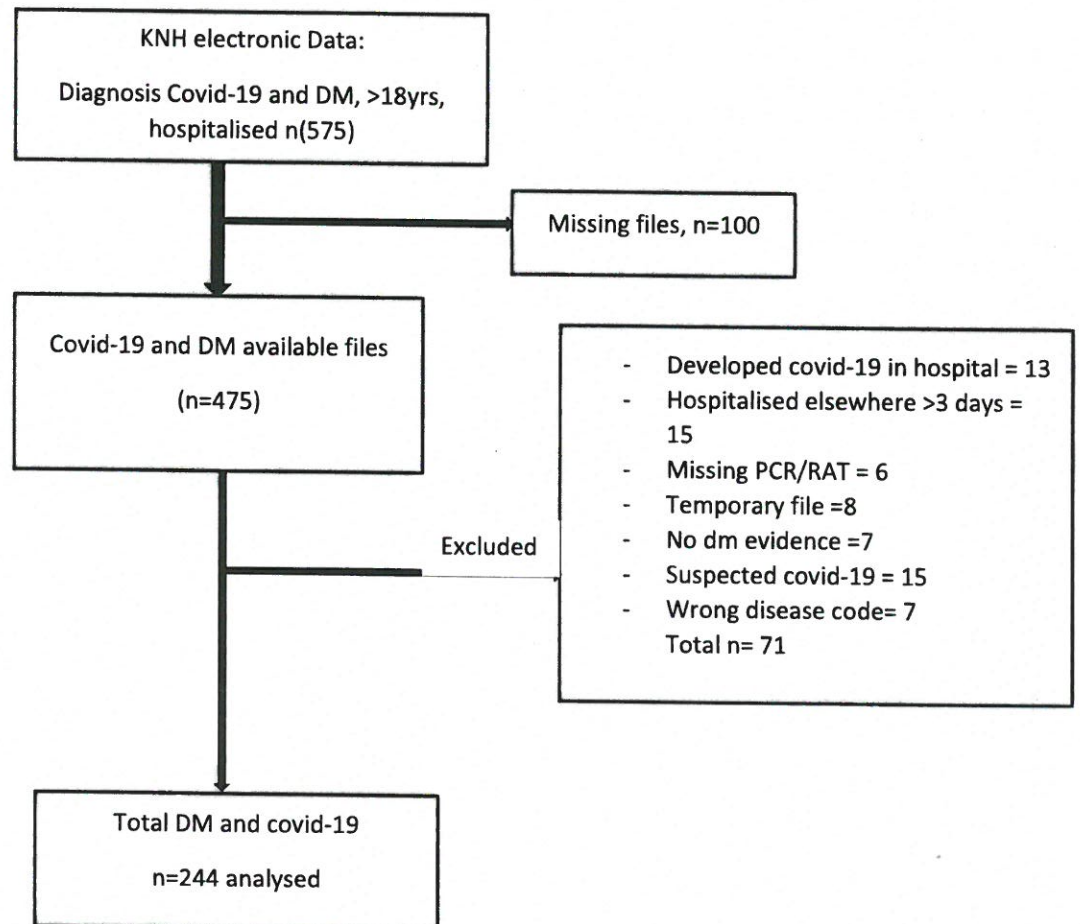 KNH electronic Data:
Diagnosis Covid-19 and DM, >18yrs,
hospitalised n(575)
Missing files, n=100
Covid-19 and DM available files
(n=475)
Excluded
- Developed covid-19 in hospital = 13
- Hospitalised elsewhere >3 days =
15
- Missing PCR/RAT = 6
- Temporary file =8
- No dm evidence =7
- Suspected covid-19 = 15
- Wrong disease code= 7
Total n= 71
Total DM and covid-19
n=244 analysed